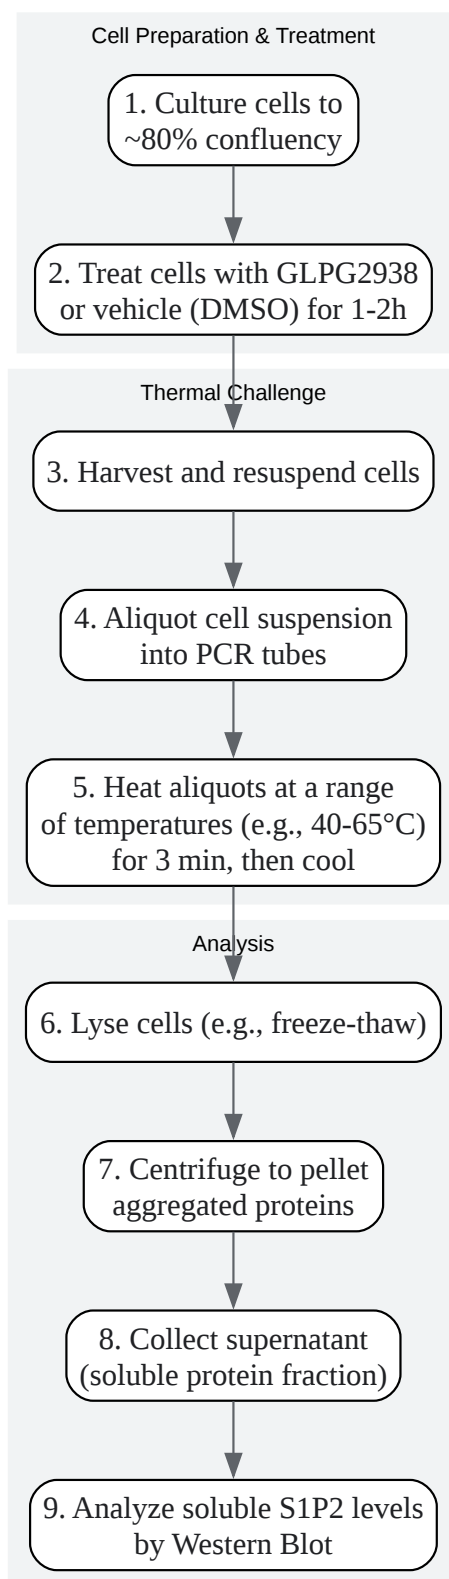 Cell Preparation & Treatment
1. Culture cells to
~80% confluency
2. Treat cells with GLPG2938
or vehicle (DMSO) for 1-2h
Thermal Challenge
3. Harvest and resuspend cells
4. Aliquot cell suspension
into PCR tubes
5. Heat aliquots at a range
of temperatures (e.g., 40-65°C)
for 3 min, then cool
Analysis
6. Lyse cells (e.g., freeze-thaw)
7. Centrifuge to pellet
aggregated proteins
8. Collect supernatant
(soluble protein fraction)
9. Analyze soluble S1P2 levels
by Western Blot